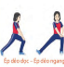 Ép dẻo dọc - Ép dẻo ngang